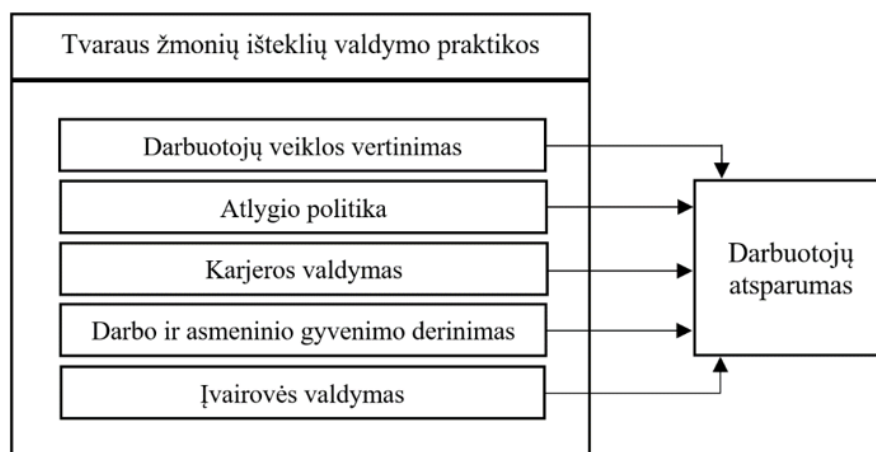 Tvaraus žmonių išteklių valdymo praktikos
Darbuotojų veiklos vertinimas
Atlygio politika
Karjeros valdymas
Darbo ir asmeninio gyvenimo derinimas
Įvairovės valdymas
Darbuotojų
atsparumas